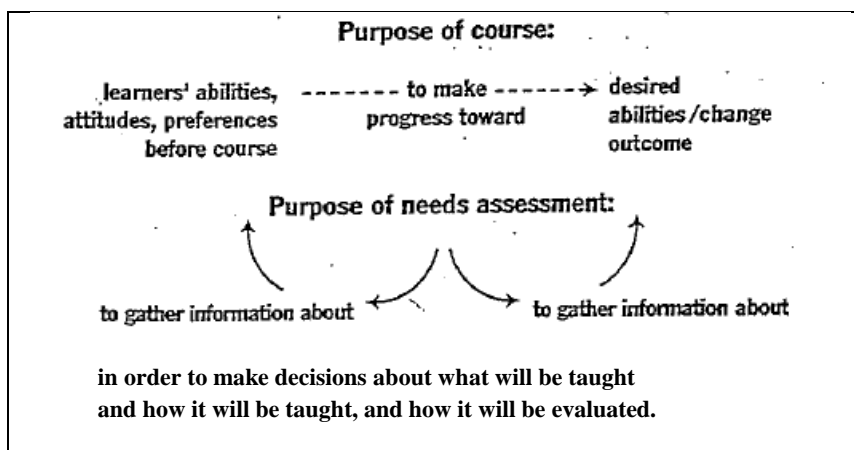 Purpose of course:
learners' abilities,
attitudes, preferences
before course
to make
progress toward
desired
abilities/change
outcome
Purpose of needs assessment:
to gather information about
to gather information about
in order to make decisions about what will be taught
and how it will be taught, and how it will be evaluated.